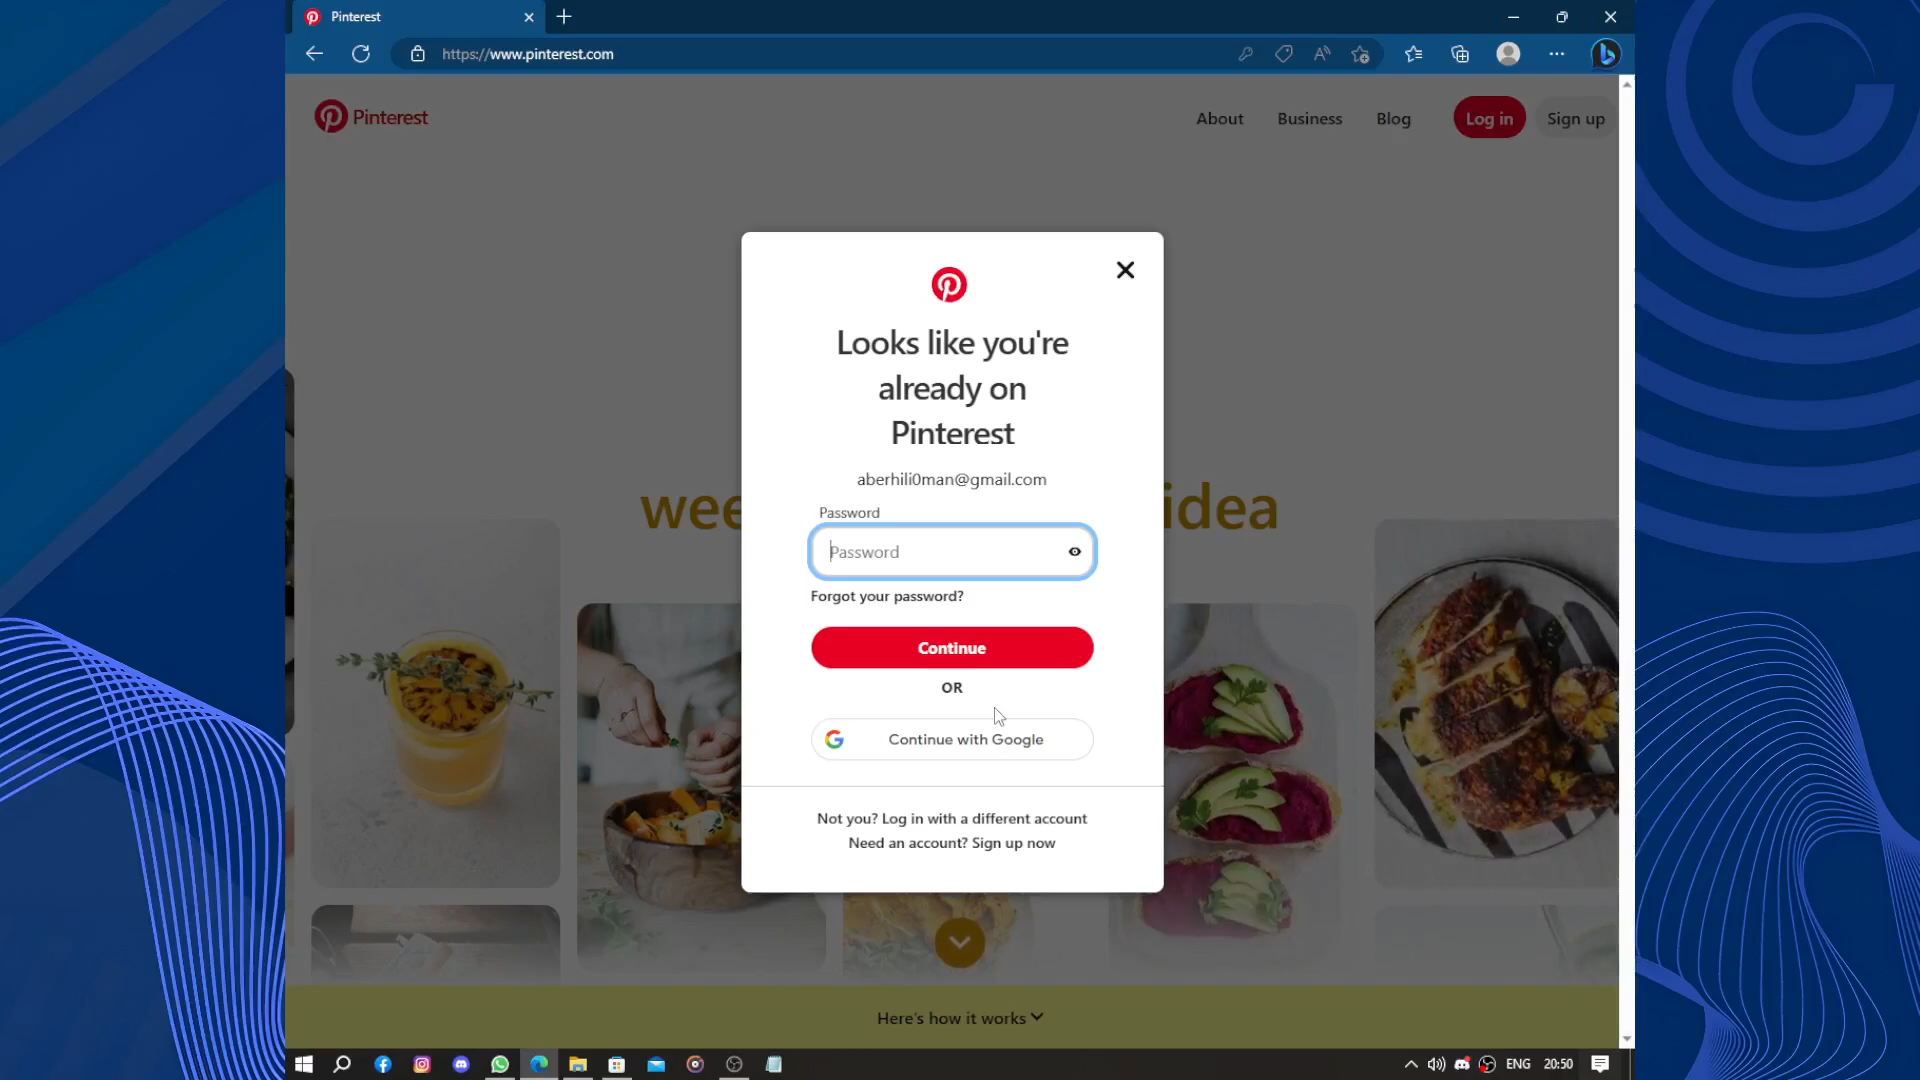 Pinterest
https://www.pinterest.com
Pinterest
About
Business
Blog
Log in
Sign up
Looks like you're
already on
Pinterest
aberhili0man@gmail.com
wee
idea
Password
Password
Forgot your password?
Continue
OR
Continue with Google
Not you? Log in with a different account
Need an account? Sign up now
Here's how it works
ENG
20:50